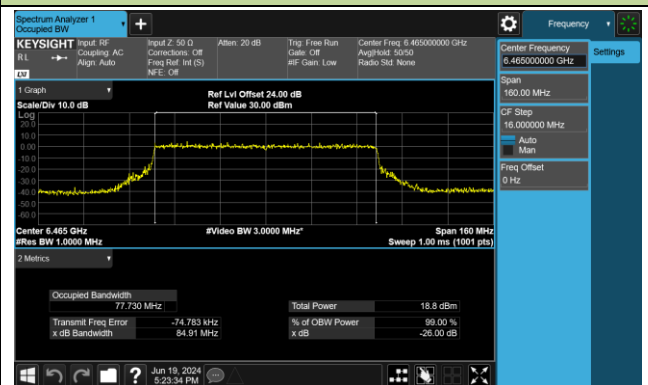 Spectrum Analyzer 1
Occupied BW
+
Frequency
KEYSIGHT
RL
LXI
Input: RF
Coupling: AC
Align: Auto
Input Z: 50 Ω
Corrections: Off
Freq Ref: Int (S)
NFE: Off
Atten: 20 dB
Trig: Free Run
Gate: Off
#IF Gain: Low
Center Freq: 6.465000000 GHz
Avg|Hold: 50/50
Radio Std: None
Center Frequency
6.465000000 GHz
Settings
Span
160.00 MHz
CF Step
16.000000 MHz
Auto
Man
Freq Offset
0 Hz
1 Graph
Scale/Div 10.0 dB
Ref Lvl Offset 24.00 dB
Ref Value 30.00 dBm
Log
20.0
10.0
0.00
-10.0
-20.0
-30.0
-40.0
-50.0
-60.0
Center 6.465 GHz
#Res BW 1.0000 MHz
#Video BW 3.0000 MHz*
Span 160 MHz
Sweep 1.00 ms (1001 pts)
2 Metrics
Occupied Bandwidth
77.730 MHz
Total Power 18.8 dBm
Transmit Freq Error -74.783 kHz
% of OBW Power 99.00 %
x dB Bandwidth 84.91 MHz
x dB -26.00 dB
?
Jun 19, 2024
5:23:34 PM